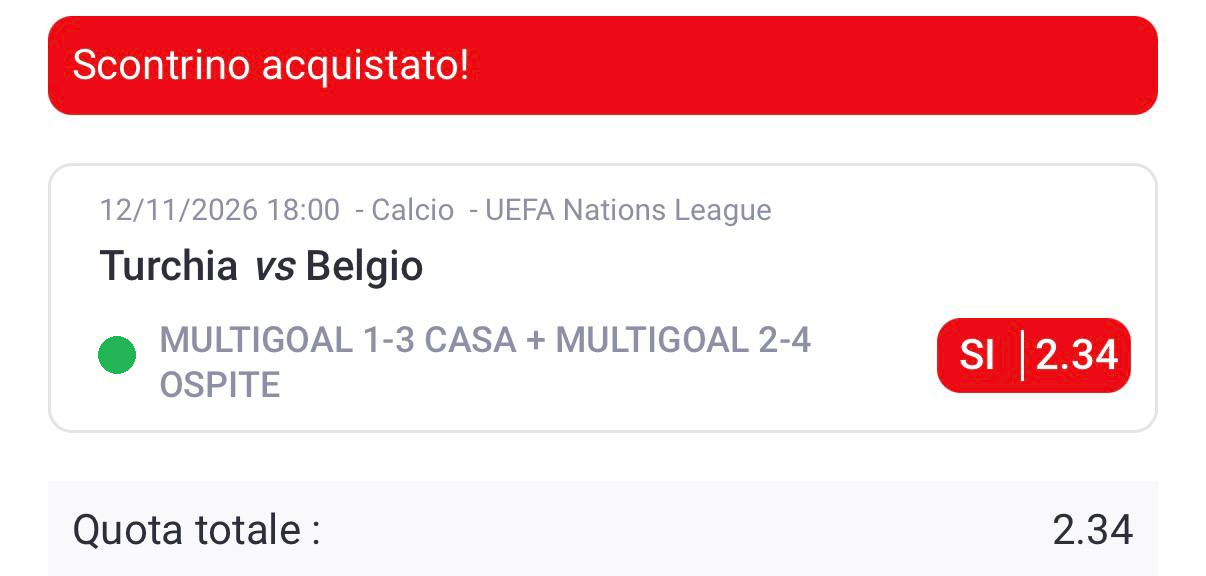 Scontrino acquistato!
12/11/2026 18:00 - Calcio - UEFA Nations League
Turchia vs Belgio
MULTIGOAL 1-3 CASA + MULTIGOAL 2-4
OSPITE
SI | 2.34
Quota totale : 2.34